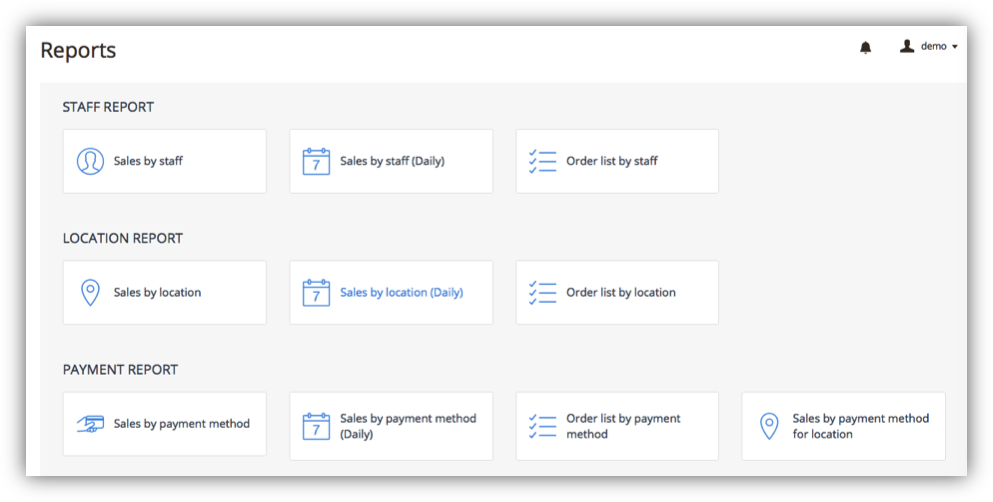 Reports
demo
STAFF REPORT
Sales by staff
7
Sales by staff (Daily)
Order list by staff
LOCATION REPORT
Sales by location
7
Sales by location (Daily)
Order list by location
PAYMENT REPORT
Sales by payment method
7
Sales by payment method
(Daily)
Order list by payment
method
Sales by payment method
for location